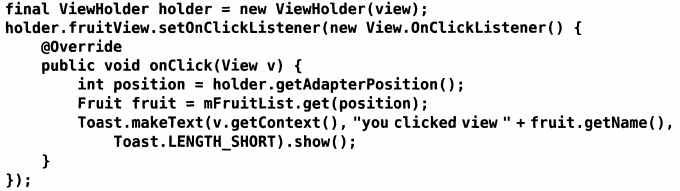 final ViewHolder holder = new ViewHolder(view);
holder.fruitView.setOnClickListener(new View.OnClickListener() {
    @Override
    public void onClick(View v) {
        int position = holder.getAdapterPosition();
        Fruit fruit = mFruitList.get(position);
        Toast.makeText(v.getContext(), "you clicked view " + fruit.getName(),
            Toast.LENGTH_SHORT).show();
    }
});